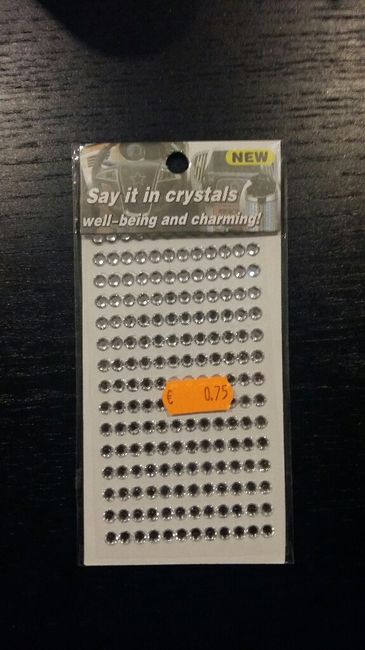 NEW
Say it in crystals
well-being and charming!
€ 0.75